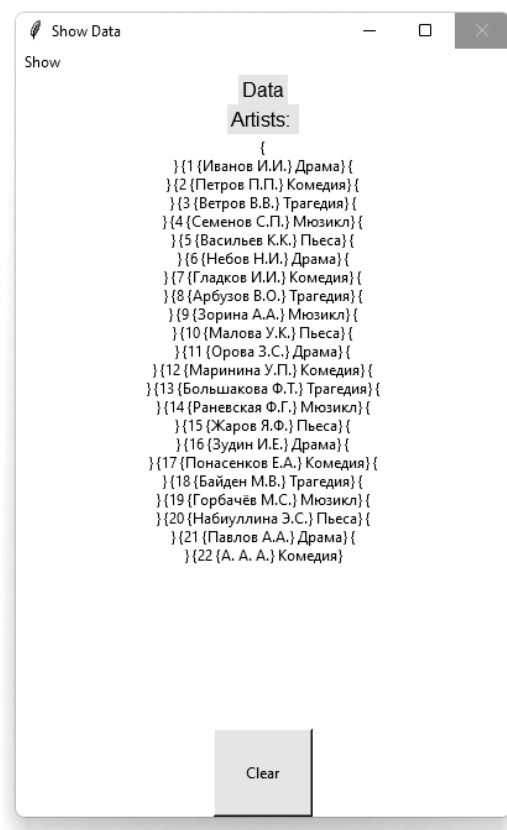 Show Data
Show
Data
Artists:
{
} {1 {Иванов И.И.} Драма} {
} {2 {Петров П.П.} Комедия} {
} {3 {Ветров В.В.} Трагедия} {
} {4 {Семенов С.П.} Мюзикл} {
} {5 {Васильев К.К.} Пьеса} {
} {6 {Небов Н.И.} Драма} {
} {7 {Гладков И.И.} Комедия} {
} {8 {Арбузов В.О.} Трагедия} {
} {9 {Зорина А.А.} Мюзикл} {
} {10 {Малова У.К.} Пьеса} {
} {11 {Орова З.С.} Драма} {
} {12 {Маринина У.П.} Комедия} {
} {13 {Большакова Ф.Т.} Трагедия} {
} {14 {Раневская Ф.Г.} Мюзикл} {
} {15 {Жаров Я.Ф.} Пьеса} {
} {16 {Зудин И.Е.} Драма} {
} {17 {Понасенков Е.А.} Комедия} {
} {18 {Байден М.В.} Трагедия} {
} {19 {Горбачёв М.С.} Мюзикл} {
} {20 {Набиуллина Э.С.} Пьеса} {
} {21 {Павлов А.А.} Драма} {
} {22 {А. А. А.} Комедия}
Clear